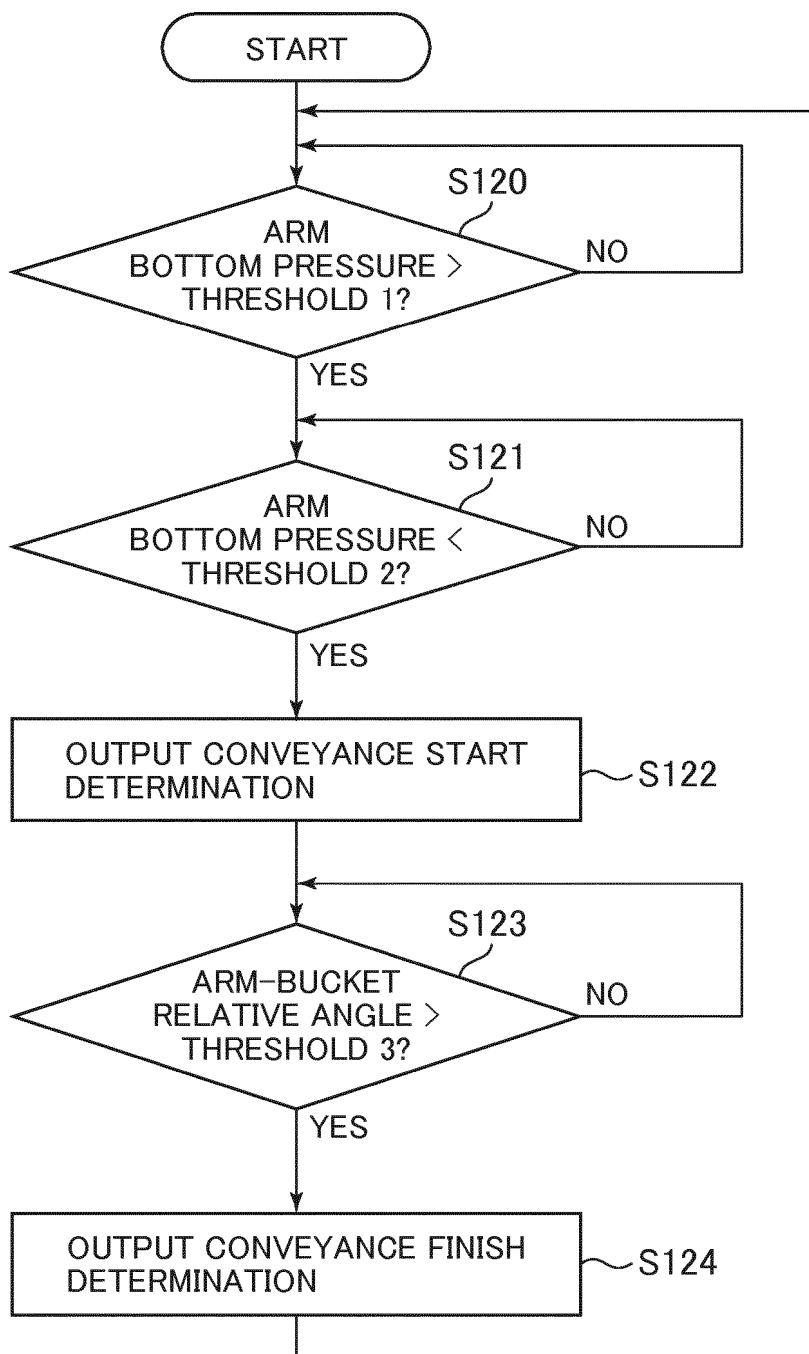 START
S120
ARM
BOTTOM PRESSURE >
THRESHOLD 1?
NO
YES
S121
ARM
BOTTOM PRESSURE <
THRESHOLD 2?
NO
YES
OUTPUT CONVEYANCE START
DETERMINATION
S122
S123
ARM-BUCKET
RELATIVE ANGLE >
THRESHOLD 3?
NO
YES
OUTPUT CONVEYANCE FINISH
DETERMINATION
S124